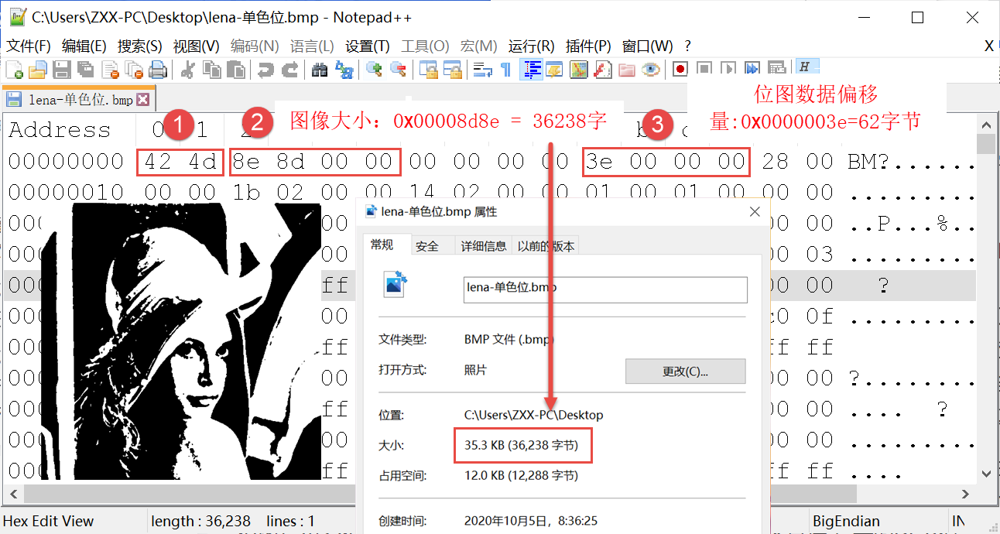 C:\Users\ZXX-PC\Desktop\lena-单色位.bmp - Notepad++
文件(F) 编辑(E) 搜索(S) 视图(V) 编码(N) 语言(L) 设置(T) 工具(O) 宏(M) 运行(R) 插件(P) 窗口(W) ? X
H
lena-单色位.bmp
位图数据偏移
量:0x0000003e=62字节
图像大小: 0x00008d8e = 36238字
1
2
3
Address 0 1
00000000 42 4d 8e 8d 00 00 00 00 00 00 3e 00 00 00 28 00 BM?......
00000010 00 00 1b 02 00 00 14 02 00 00 01 00 01 00 00 00 .........
00 00 00 ..P...%..
00 00 03 .........
ff 00 00 ?
00 c0 0f .........
ff ff ff
00 00 00 ?........
ff 00 00 .... ?
00 00 00 .........
ff ff ff ....
lena-单色位.bmp 属性
常规 安全 详细信息 以前的版本
lena-单色位.bmp
文件类型: BMP 文件 (.bmp)
打开方式: 照片 更改(C)...
位置: C:\Users\ZXX-PC\Desktop
大小: 35.3 KB (36,238 字节)
占用空间: 12.0 KB (12,288 字节)
创建时间: 2020年10月5日, 8:36:25
Hex Edit View length : 36,238 lines : 1 BigEndian IN